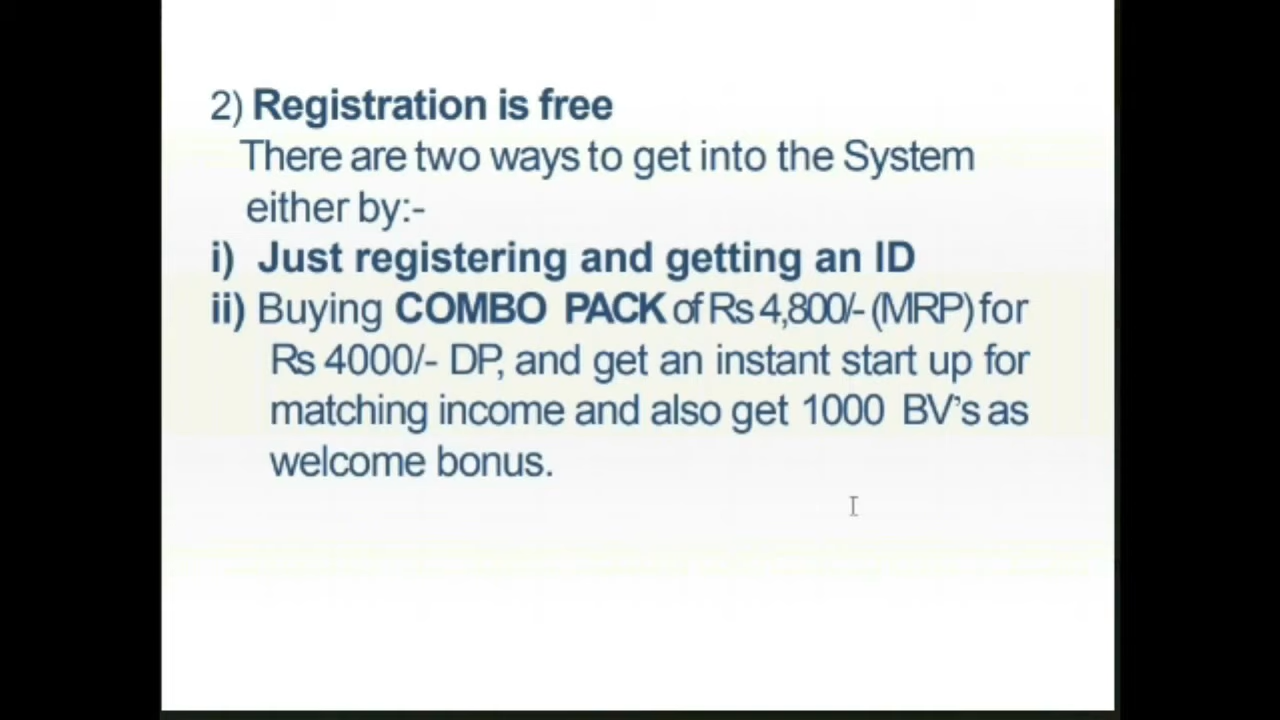 2) Registration is free
There are two ways to get into the System
either by:-
i) Just registering and getting an ID
ii) Buying COMBO PACK of Rs 4,800/- (MRP) for
Rs 4000/- DP, and get an instant start up for
matching income and also get 1000 BV's as
welcome bonus.